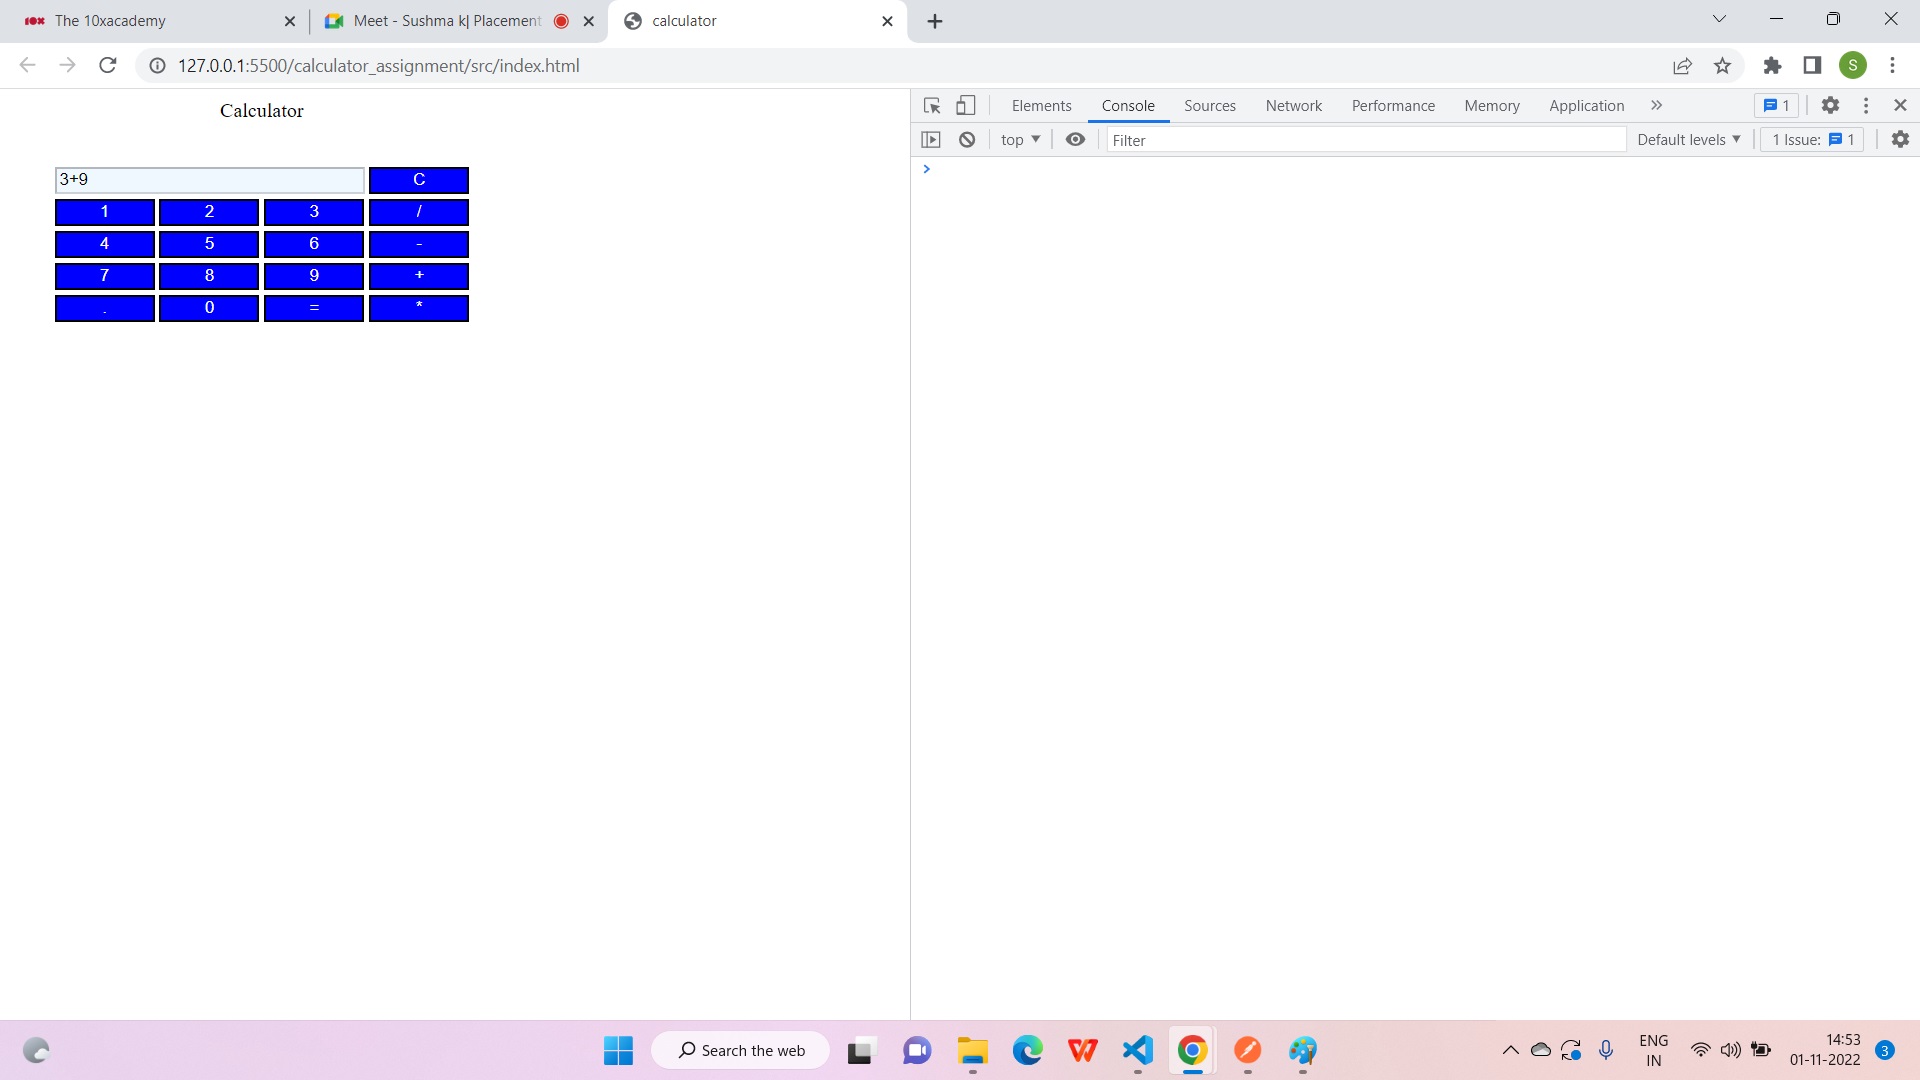 The 10xacademy
Meet - Sushma k| Placement
calculator
127.0.0.1:5500/calculator_assignment/src/index.html
S
Calculator
3+9 C
1 2 3 /
4 5 6 -
7 8 9 +
. 0 = *
Elements Console Sources Network Performance Memory Application » 1
top Filter Default levels 1 Issue: 1
>
Search the web
ENG
IN
14:53
01-11-2022
3